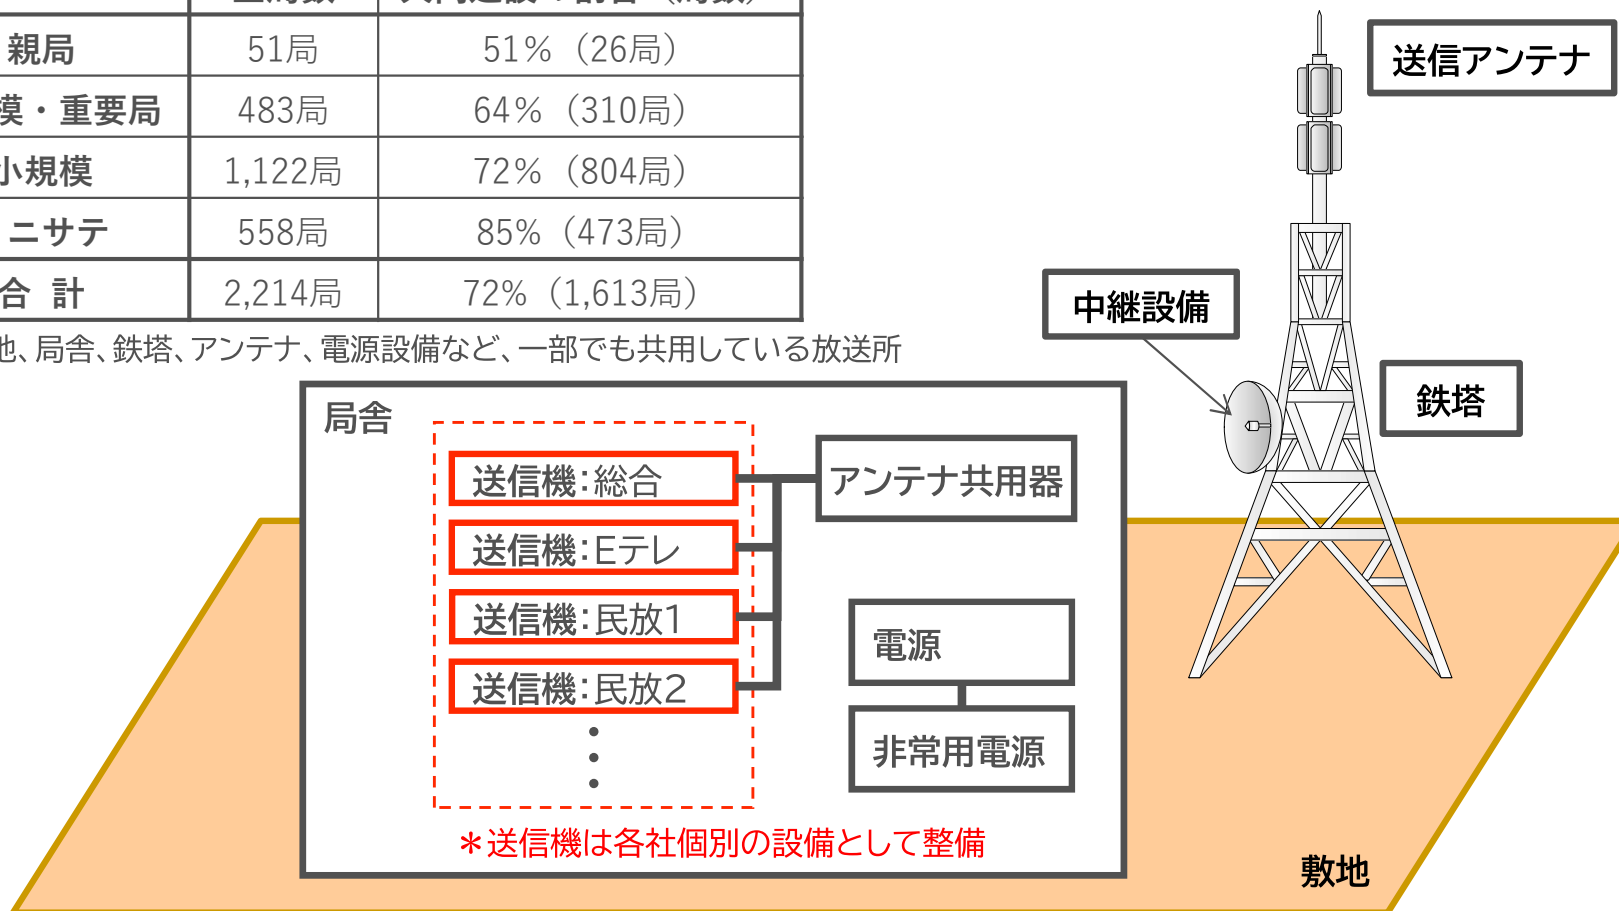 親局 51局 51%（26局）
模・重要局 483局 64%（310局）
小規模 1,122局 72%（804局）
ニサテ 558局 85%（473局）
合 計 2,214局 72%（1,613局）
地、局舎、鉄塔、アンテナ、電源設備など、一部でも共用している放送所
送信アンテナ
中継設備
鉄塔
局舎
送信機：総合
アンテナ共用器
送信機：Eテレ
送信機：民放1
電源
送信機：民放2
非常用電源
＊送信機は各社個別の設備として整備
敷地